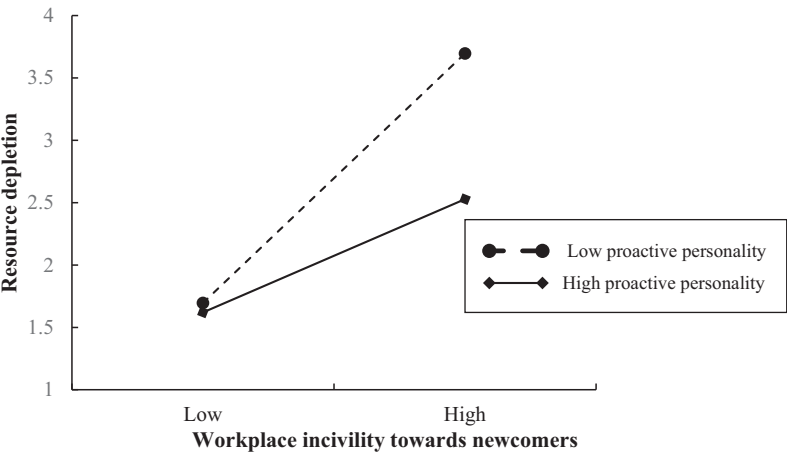 4
3.5
3
2.5
2
1.5
1
Resource depletion
Low proactive personality
High proactive personality
Low High
Workplace incivility towards newcomers